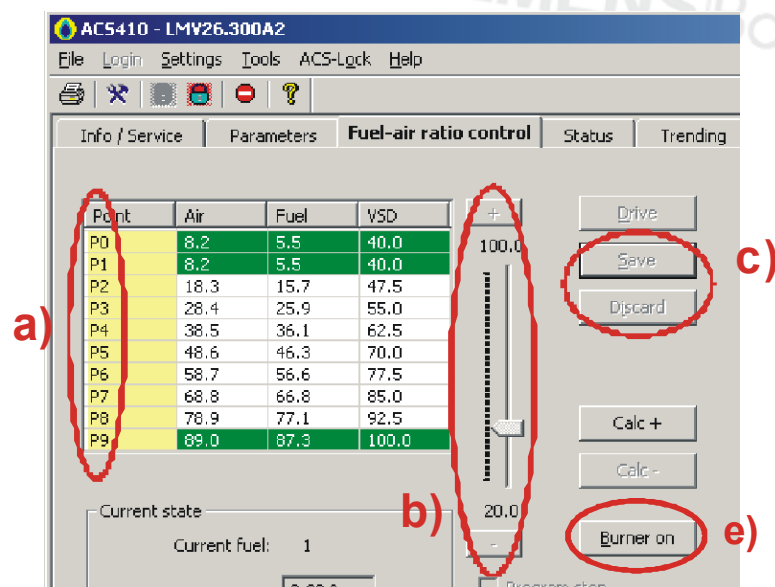 ACS410 - LMV26.300A2
File Login Settings Tools ACS-Lock Help
Info / Service Parameters Fuel-air ratio control Status Trending
Point Air Fuel VSD
P0 8.2 5.5 40.0
P1 8.2 5.5 40.0
P2 18.3 15.7 47.5
P3 28.4 25.9 55.0
P4 38.5 36.1 62.5
P5 48.6 46.3 70.0
P6 58.7 56.6 77.5
P7 68.8 66.8 85.0
P8 78.9 77.1 92.5
P9 89.0 87.3 100.0
a)
+
100.0
20.0
-
b)
Drive
Save
Discard
c)
Calc +
Calc -
Burner on
e)
Current state
Current fuel: 1
Program stop